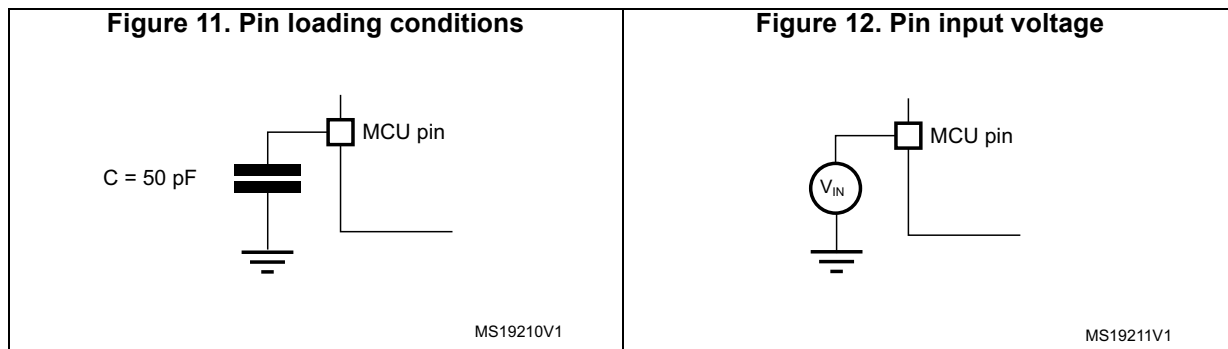 Figure 11. Pin loading conditions
MCU pin
C = 50 pF
MS19210V1
Figure 12. Pin input voltage
MCU pin
VIN
MS19211V1